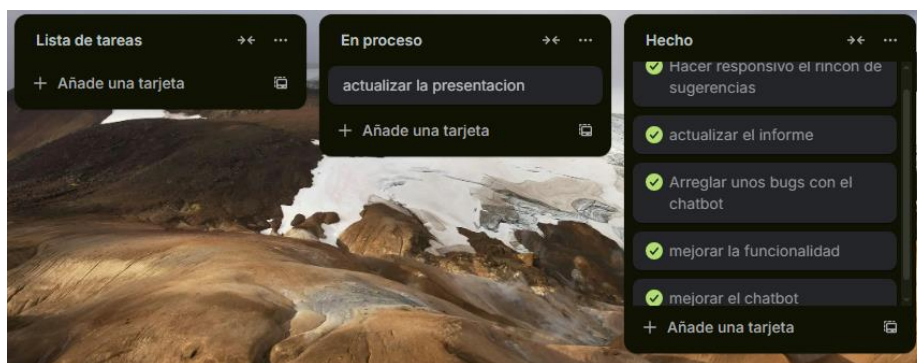 Lista de tareas
+ Añade una tarjeta
En proceso
actualizar la presentacion
+ Añade una tarjeta
Hecho
Hacer responsivo el rincon de
sugerencias
actualizar el informe
Arreglar unos bugs con el
chatbot
mejorar la funcionalidad
mejorar el chatbot
+ Añade una tarjeta